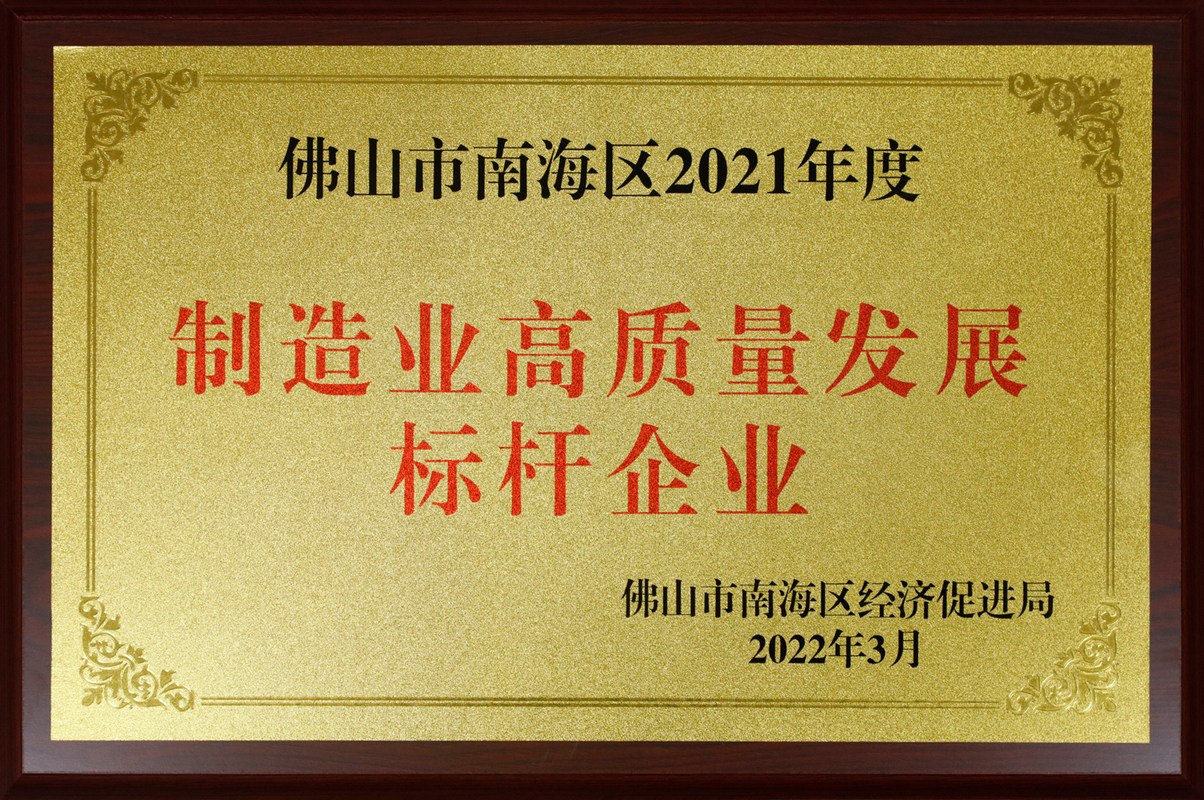 佛山市南海区2021年度
制造业高质量发展
标杆企业
佛山市南海区经济促进局
2022年3月